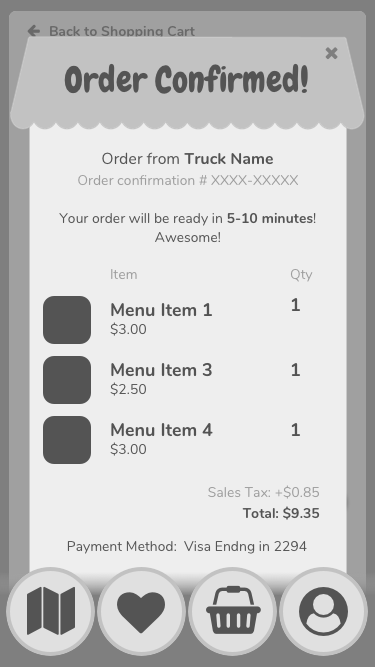 Back to Shopping Cart
Order Confirmed!
Order from Truck Name
Order confirmation # XXXX-XXXXX
Your order will be ready in 5-10 minutes!
Awesome!
Item Qty
Menu Item 1 1
$3.00
Menu Item 3 1
$2.50
Menu Item 4 1
$3.00
Sales Tax: +$0.85
Total: $9.35
Payment Method: Visa Endng in 2294